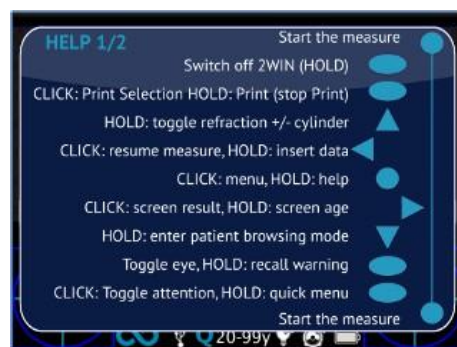 HELP 1/2
Start the measure
Switch off 2WIN (HOLD)
CLICK: Print Selection HOLD: Print (stop Print)
HOLD: toggle refraction +/- cylinder
CLICK: resume measure, HOLD: insert data
CLICK: menu, HOLD: help
CLICK: screen result, HOLD: screen age
HOLD: enter patient browsing mode
Toggle eye, HOLD: recall warning
CLICK: Toggle attention, HOLD: quick menu
Start the measure
20-99y